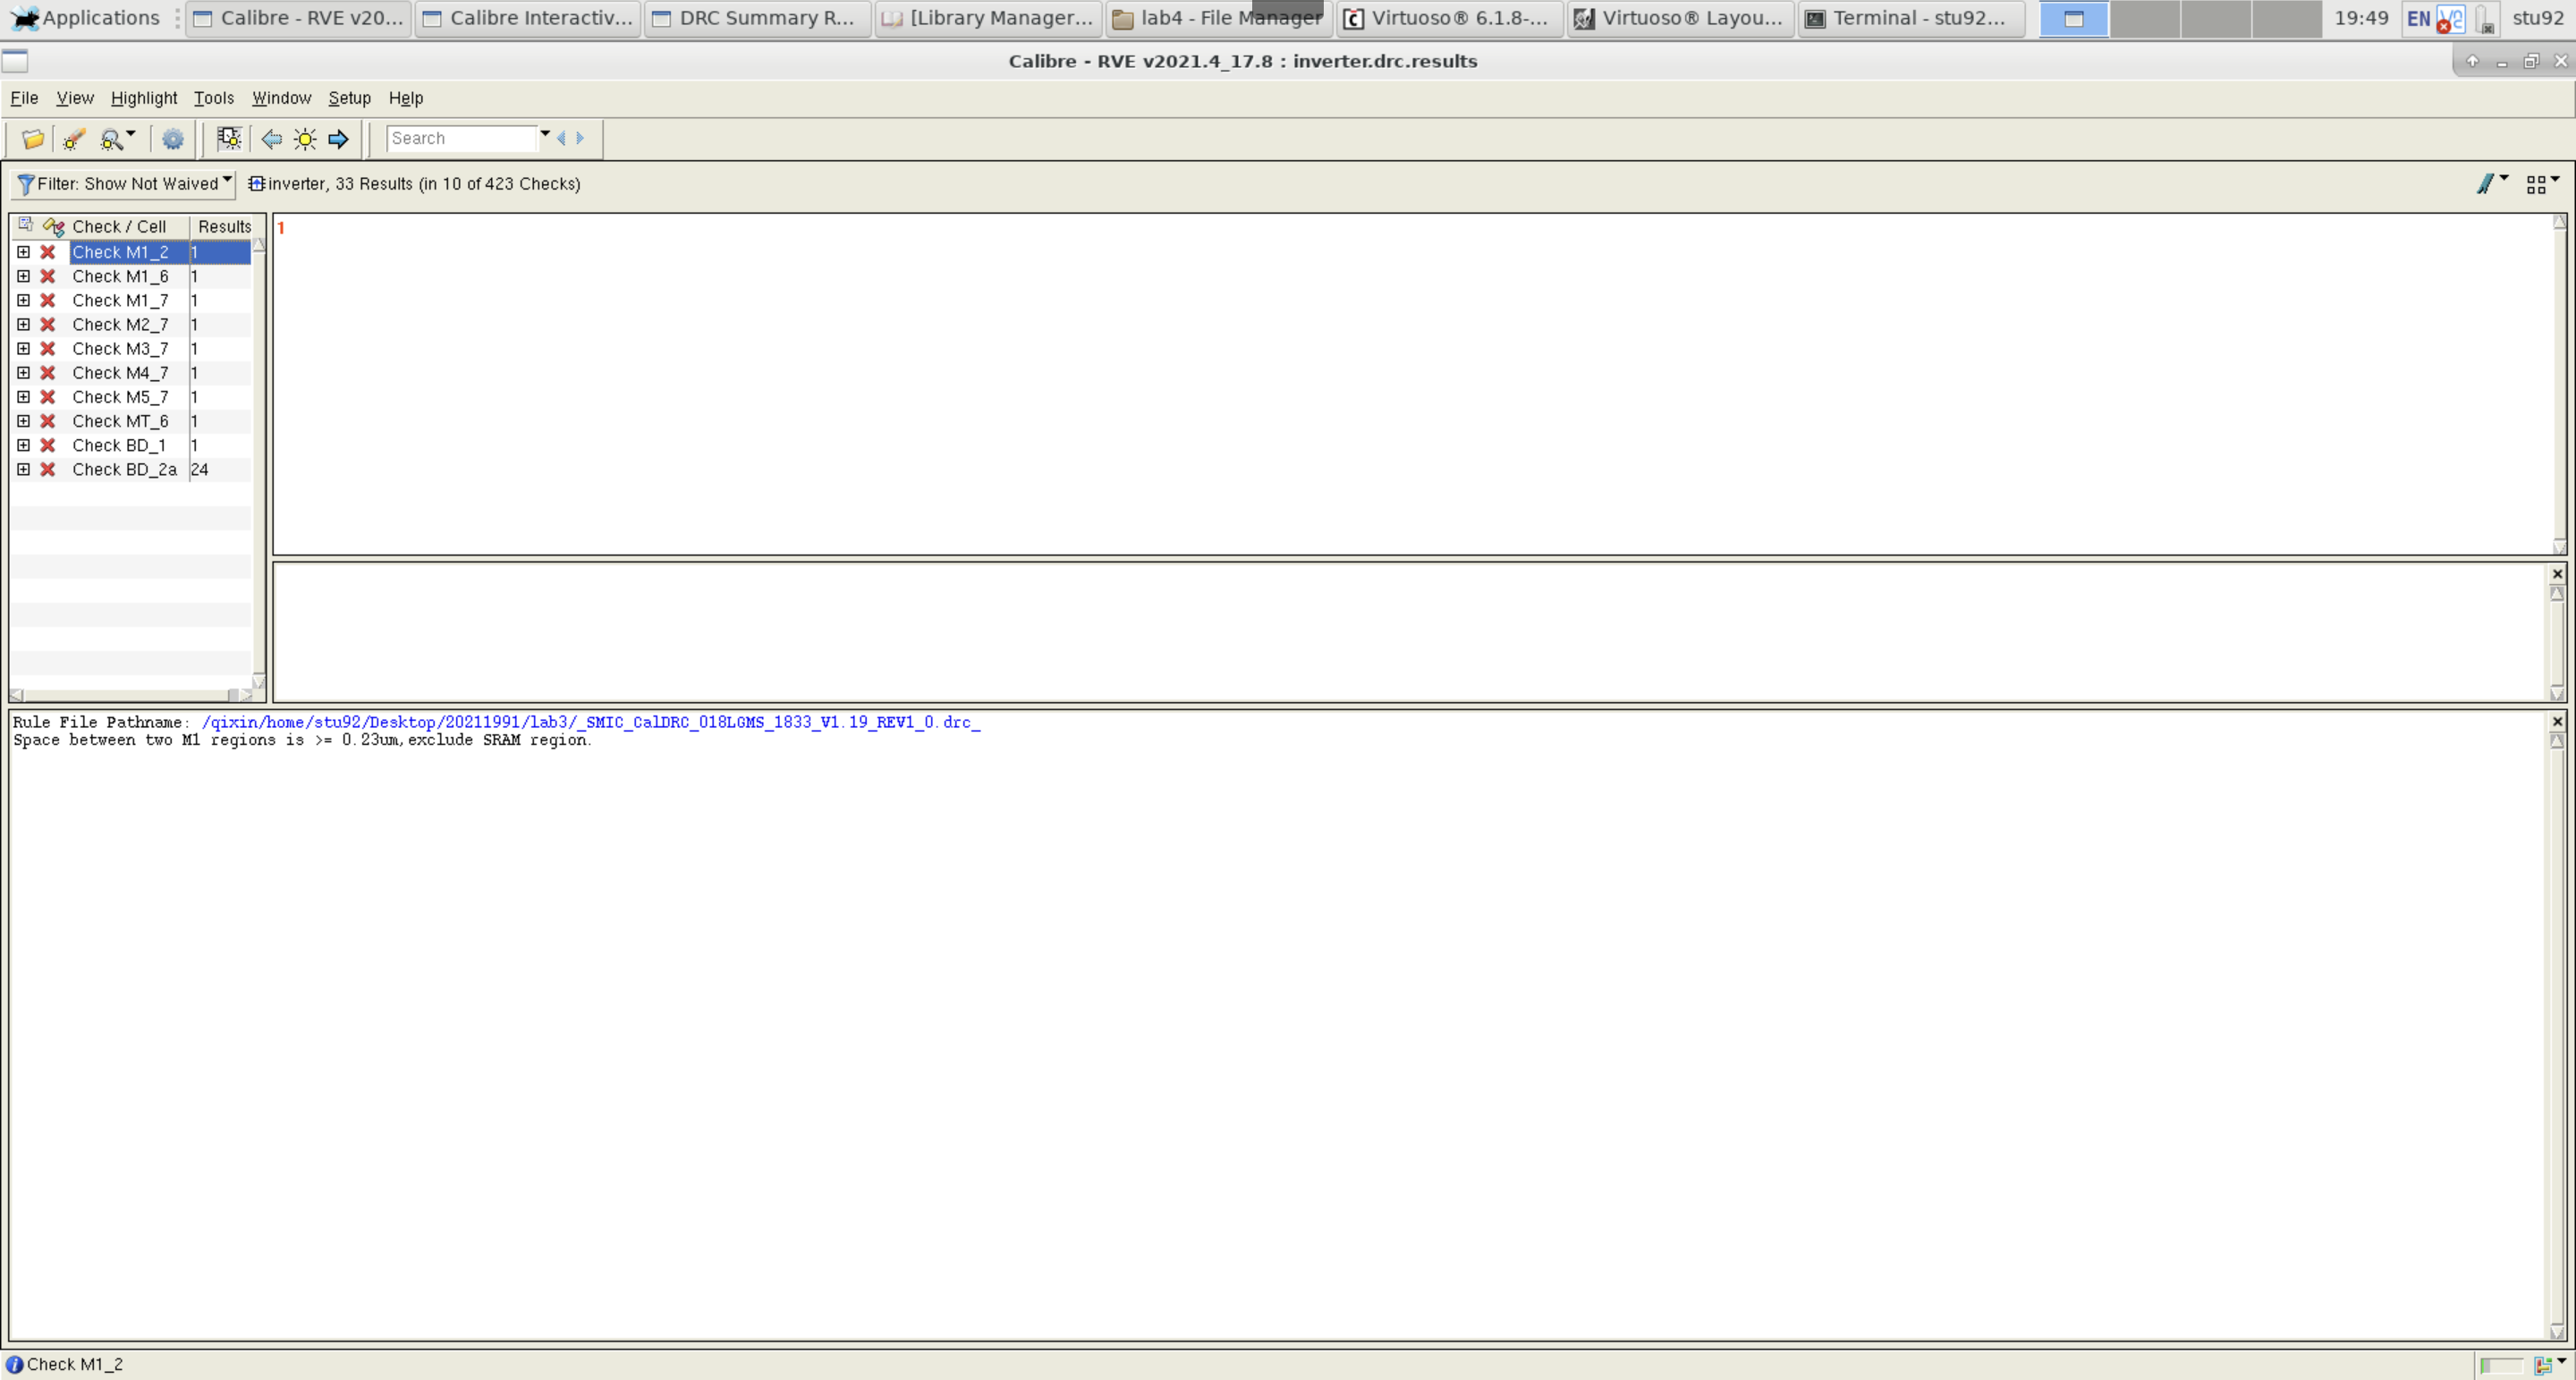 Applications
Calibre - RVE v20...
Calibre Interactiv...
DRC Summary R...
[Library Manager...
lab4 - File Manager
Virtuoso® 6.1.8-...
Virtuoso® Layou...
Terminal - stu92...
19:49
EN
stu92
Calibre - RVE v2021.4_17.8 : inverter.drc.results
File View Highlight Tools Window Setup Help
Search
Filter: Show Not Waived
inverter, 33 Results (in 10 of 423 Checks)
Check / Cell Results
Check M1_2 1
Check M1_6 1
Check M1_7 1
Check M2_7 1
Check M3_7 1
Check M4_7 1
Check M5_7 1
Check MT_6 1
Check BD_1 1
Check BD_2a 24
1
Rule File Pathname: /qixin/home/stu92/Desktop/20211991/lab3/_SMIC_CalDRC_018LGMS_1833_V1.19_REV1_0.drc_
Space between two M1 regions is >= 0.23um,exclude SRAM region.
Check M1_2